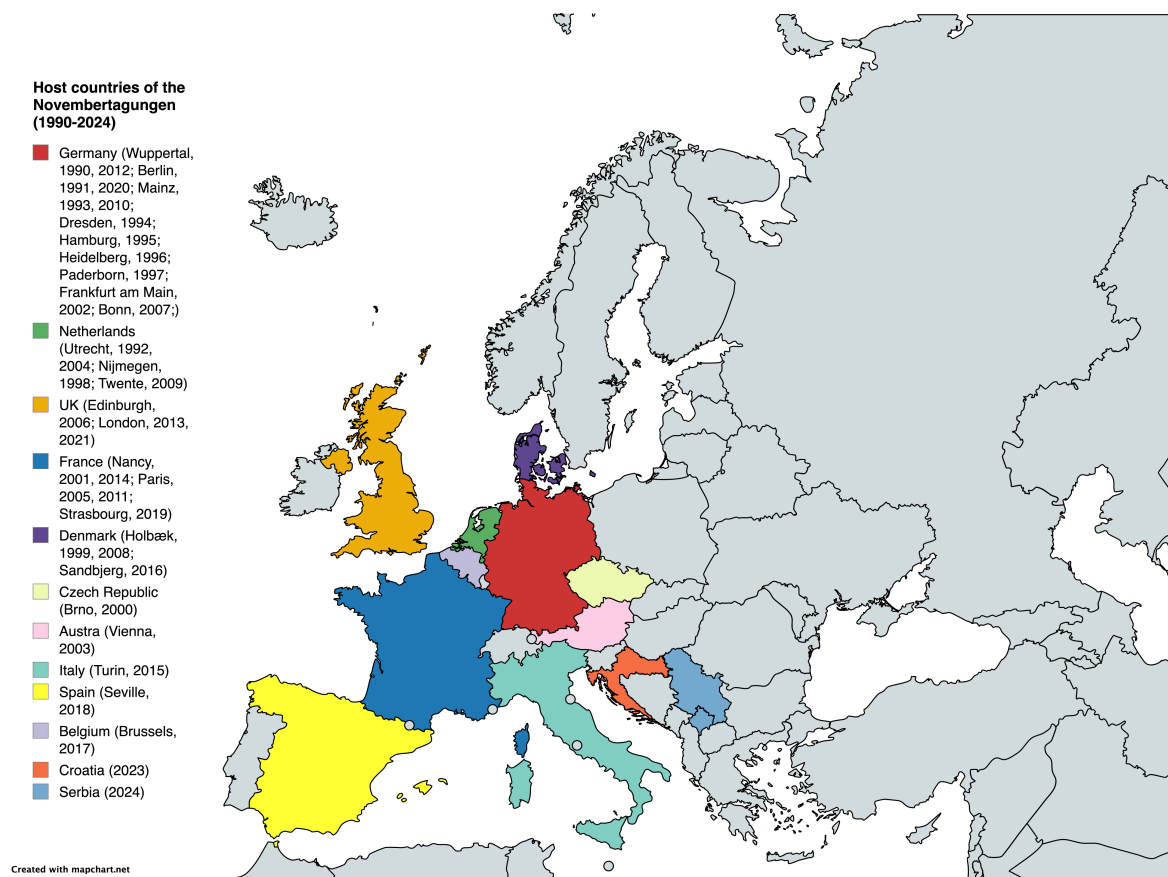 Host countries of the
Novembertagungen
(1990-2024)
Germany (Wuppertal,
1990, 2012; Berlin,
1991, 2020; Mainz,
1993, 2010;
Dresden, 1994;
Hamburg, 1995;
Heidelberg, 1996;
Paderborn, 1997;
Frankfurt am Main,
2002; Bonn, 2007;)
Netherlands
(Utrecht, 1992,
2004; Nijmegen,
1998; Twente, 2009)
UK (Edinburgh,
2006; London, 2013,
2021)
France (Nancy,
2001, 2014; Paris,
2005, 2011;
Strasbourg, 2019)
Denmark (Holbæk,
1999, 2008;
Sandbjerg, 2016)
Czech Republic
(Brno, 2000)
Austra (Vienna,
2003)
Italy (Turin, 2015)
Spain (Seville,
2018)
Belgium (Brussels,
2017)
Croatia (2023)
Serbia (2024)
Created with mapchart.net